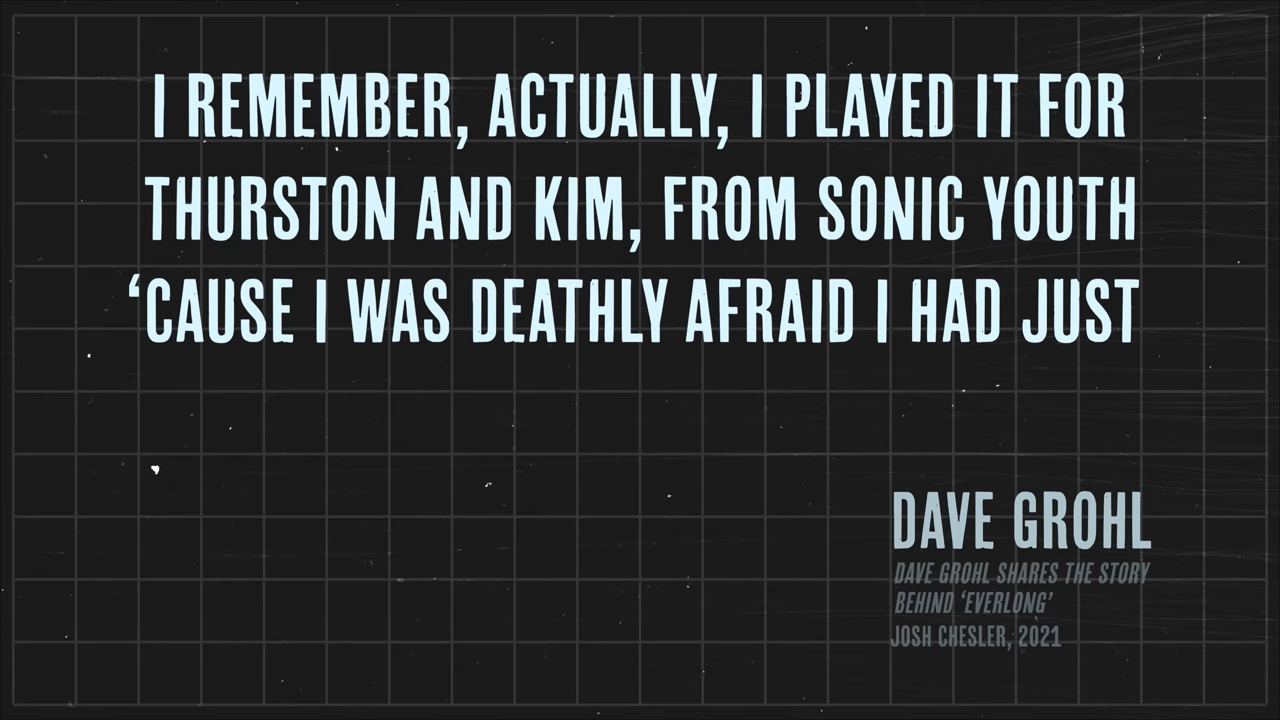 I REMEMBER, ACTUALLY, I PLAYED IT FOR
THURSTON AND KIM, FROM SONIC YOUTH
‘CAUSE I WAS DEATHLY AFRAID I HAD JUST
DAVE GROHL
DAVE GROHL SHARES THE STORY
BEHIND ‘EVERLONG’
JOSH CHESLER, 2021